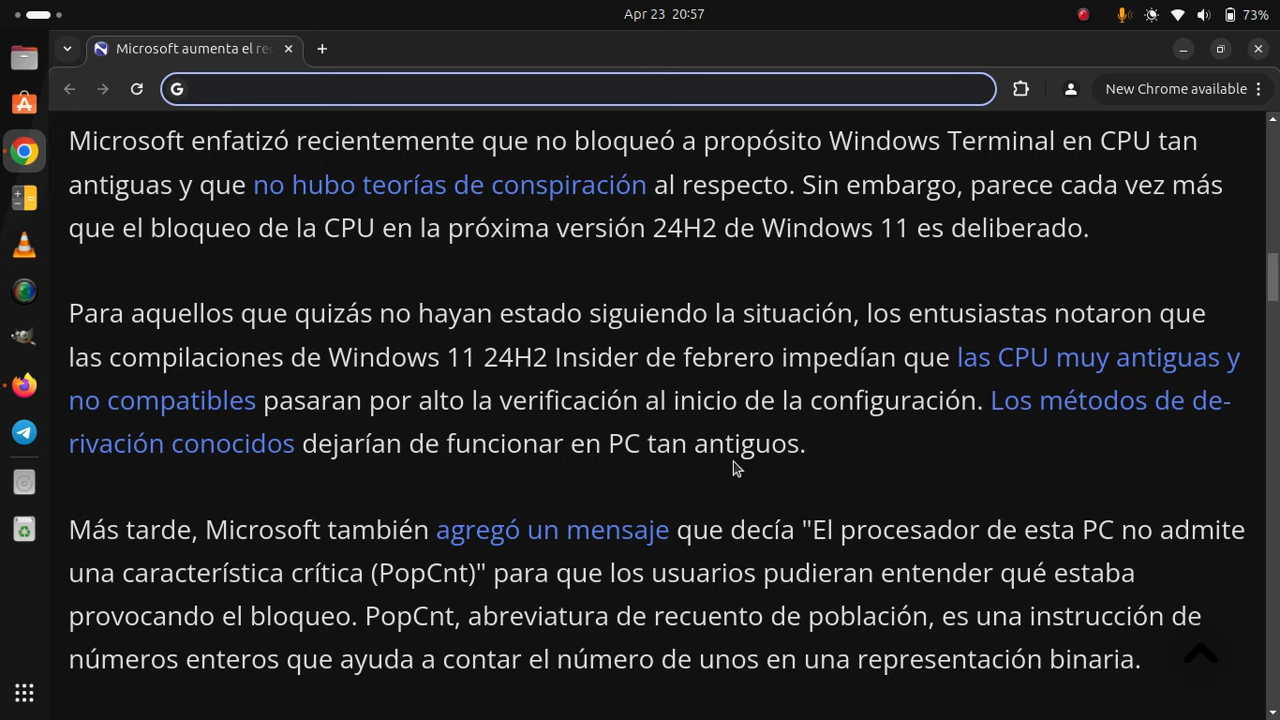 Apr 23 20:57
73%
Microsoft aumenta el re
New Chrome available
Microsoft enfatizó recientemente que no bloqueó a propósito Windows Terminal en CPU tan
antiguas y que no hubo teorías de conspiración al respecto. Sin embargo, parece cada vez más
que el bloqueo de la CPU en la próxima versión 24H2 de Windows 11 es deliberado.
Para aquellos que quizás no hayan estado siguiendo la situación, los entusiastas notaron que
las compilaciones de Windows 11 24H2 Insider de febrero impedían que las CPU muy antiguas y
no compatibles pasaran por alto la verificación al inicio de la configuración. Los métodos de de-
rivación conocidos dejarían de funcionar en PC tan antiguos.
Más tarde, Microsoft también agregó un mensaje que decía "El procesador de esta PC no admite
una característica crítica (PopCnt)" para que los usuarios pudieran entender qué estaba
provocando el bloqueo. PopCnt, abreviatura de recuento de población, es una instrucción de
números enteros que ayuda a contar el número de unos en una representación binaria.